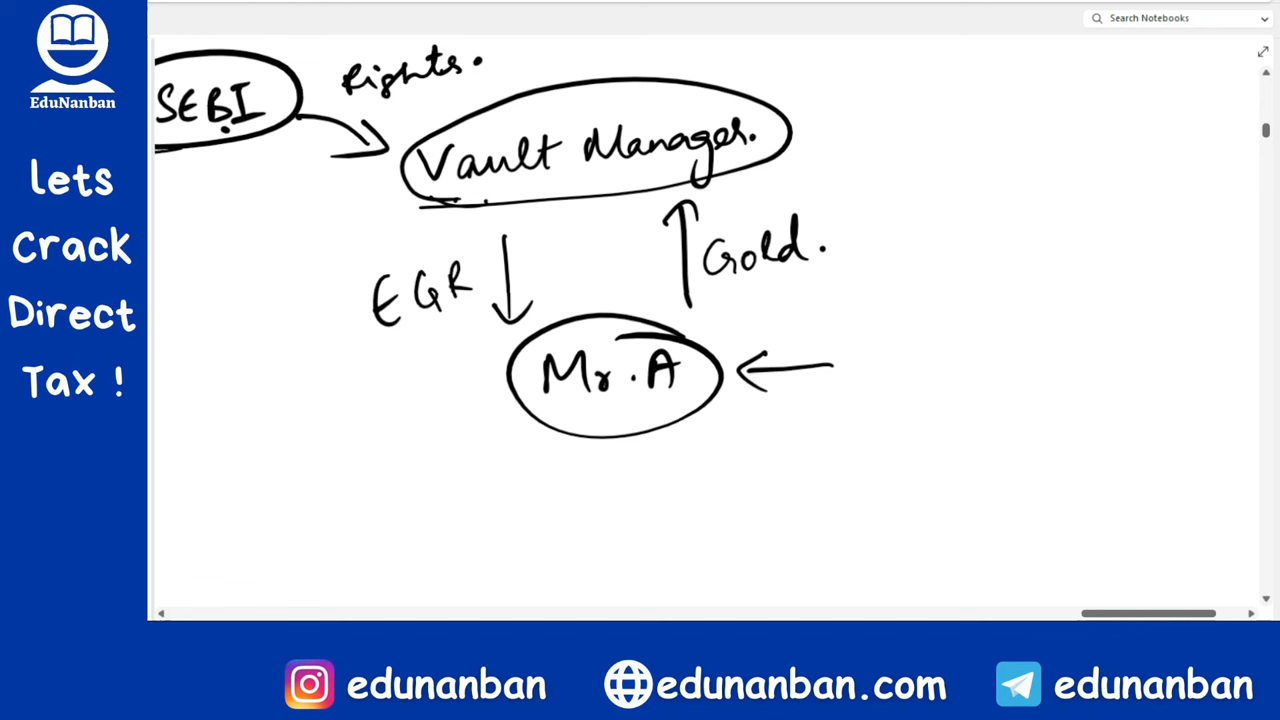 Search Notebooks
EduNanban
Lets
Crack
Direct
Tax !
SEBI
Rights.
Vault Manager.
EGR
Gold.
Mr. A
edunanban
edunanban.com
edunanban